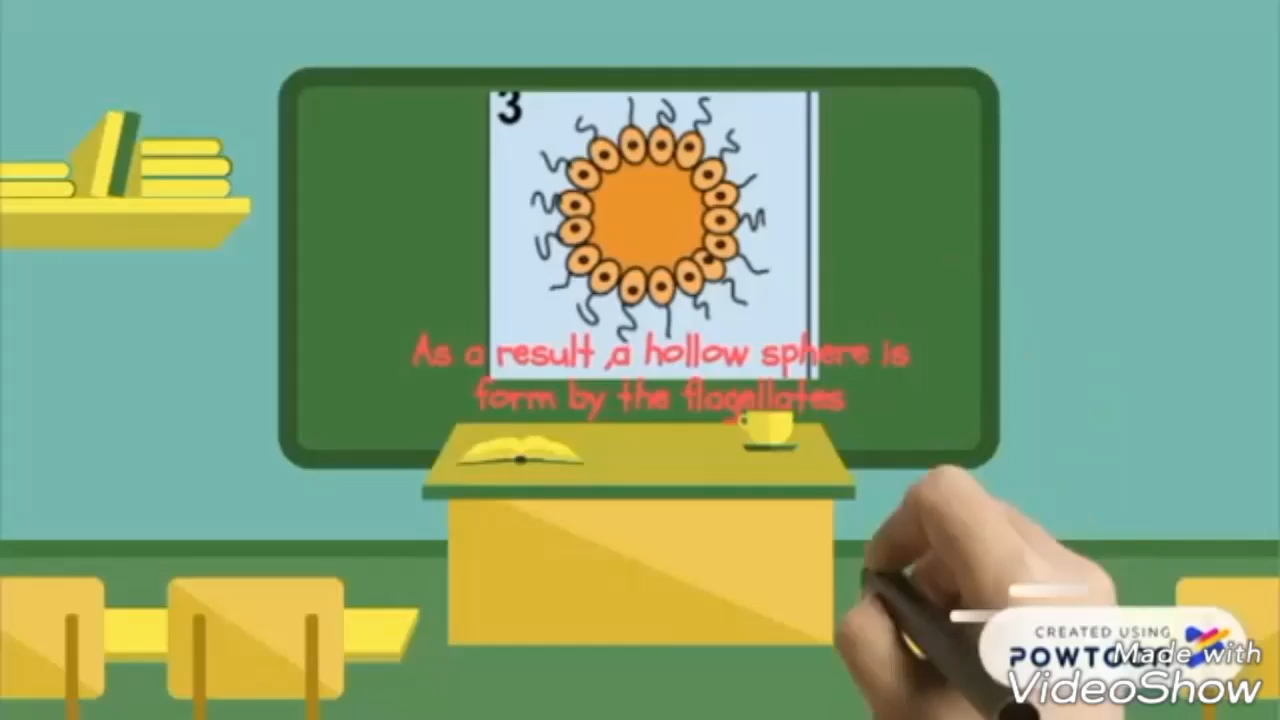 3
As a result ,a hollow sphere is
form by the flagellates
CREATED USING
POWTOON
Made with
VideoShow